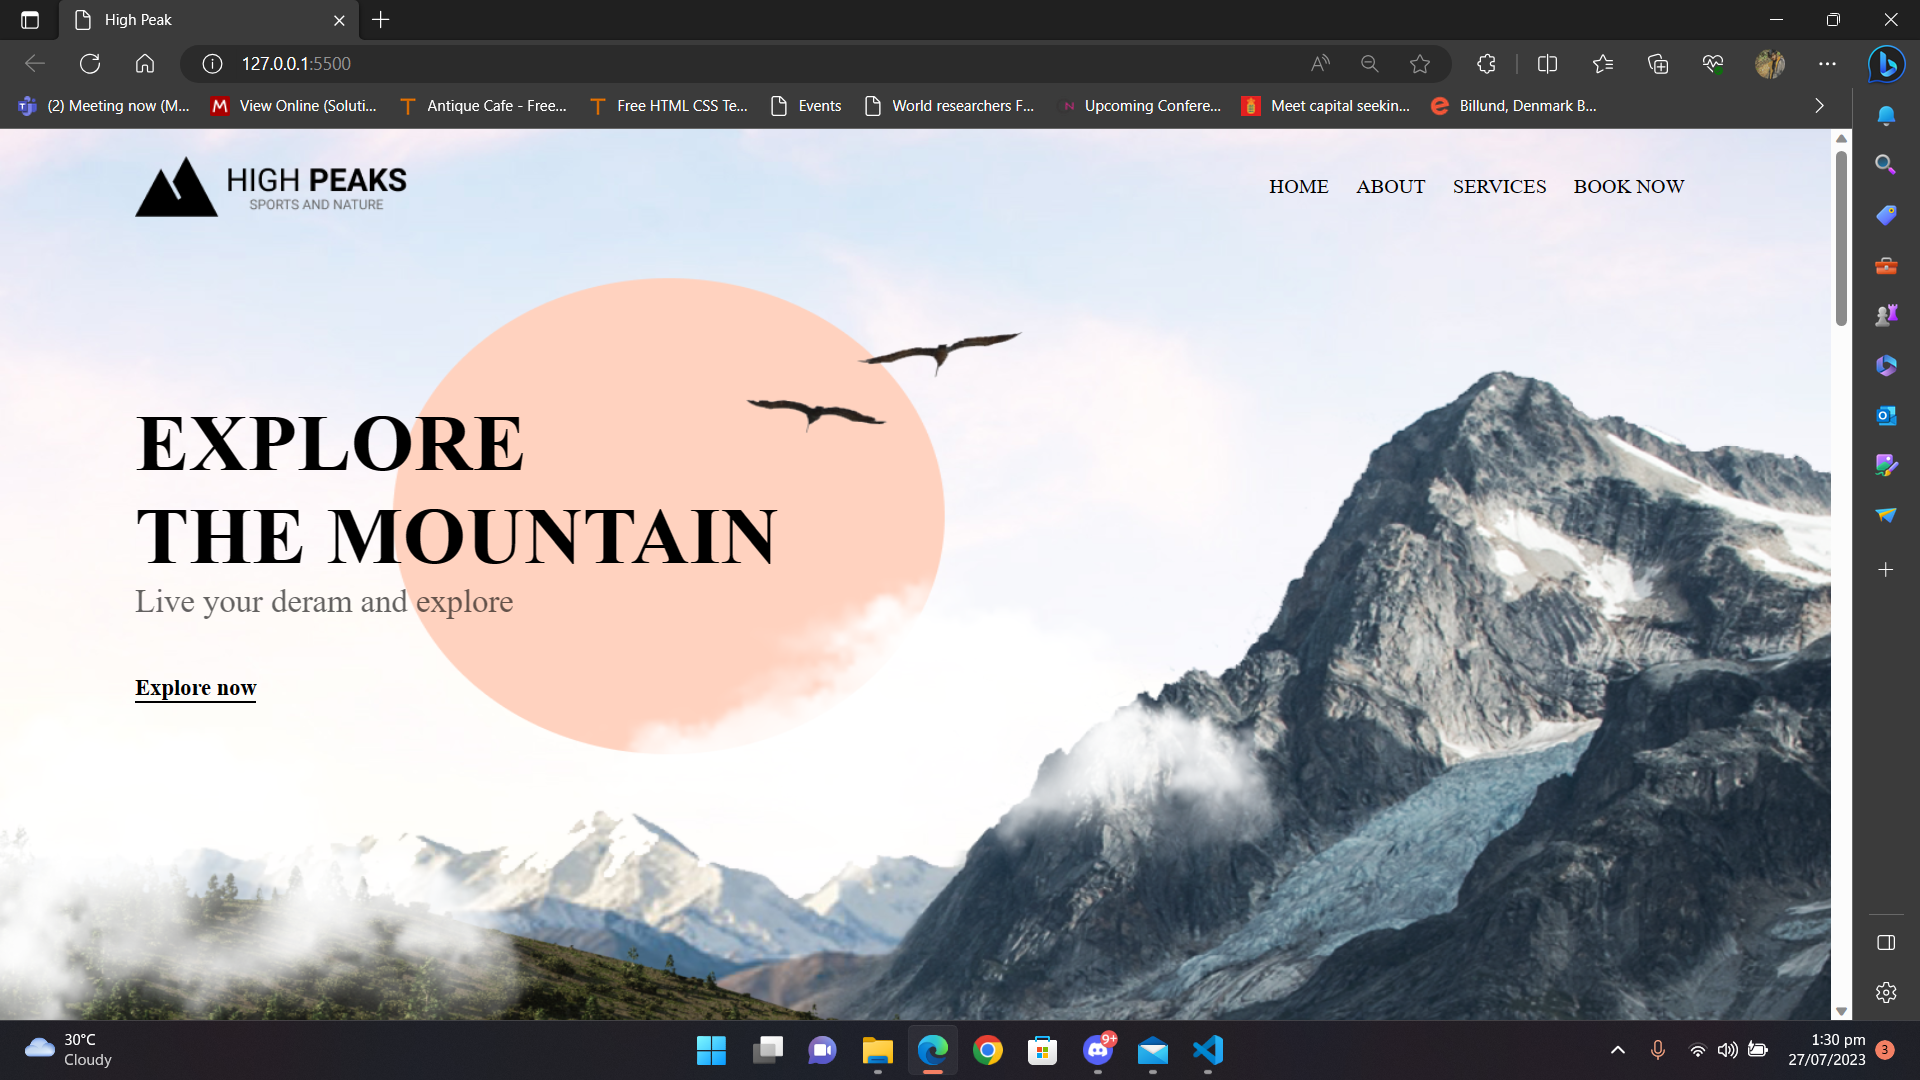 High Peak
127.0.0.1:5500
(2) Meeting now (M...
View Online (Soluti...
Antique Cafe - Free...
Free HTML CSS Te...
Events
World researchers F...
Upcoming Confere...
Meet capital seekin...
Billund, Denmark B...
HIGH PEAKS
SPORTS AND NATURE
HOME ABOUT SERVICES BOOK NOW
EXPLORE
THE MOUNTAIN
Live your deram and explore
Explore now
30°C
Cloudy
9+
1:30 pm
27/07/2023
3